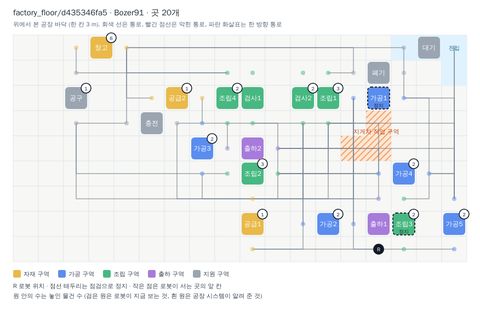 factory_floor/d435346fa5 · Bozer91 · 곳 20개
위에서 본 공장 바닥 (한 칸 3 m). 회색 선은 통로, 빨간 점선은 막힌 통로, 한쪽 화살표는 한 방향 통로
창고 6 대기 전입
폐기
공구 1 공급2 1 조립4 2 검사1 검사2 2 조립1 3 가공1 2
충전 지게차 작업 구역
가공3 2 출하2
조립2 3 가공4 2
공급1 1 가공2 2 출하1 조립3 2 가공5 2
R
자재 구역 가공 구역 조립 구역 출하 구역 지원 구역
R 로봇 위치 · 점선 테두리는 점검으로 정지 · 작은 점은 로봇이 서는 곳의 앞 칸
원 안의 수는 놓인 물건 수 (검은 원은 로봇이 지금 보는 것, 흰 원은 공장 시스템이 알려 준 것)